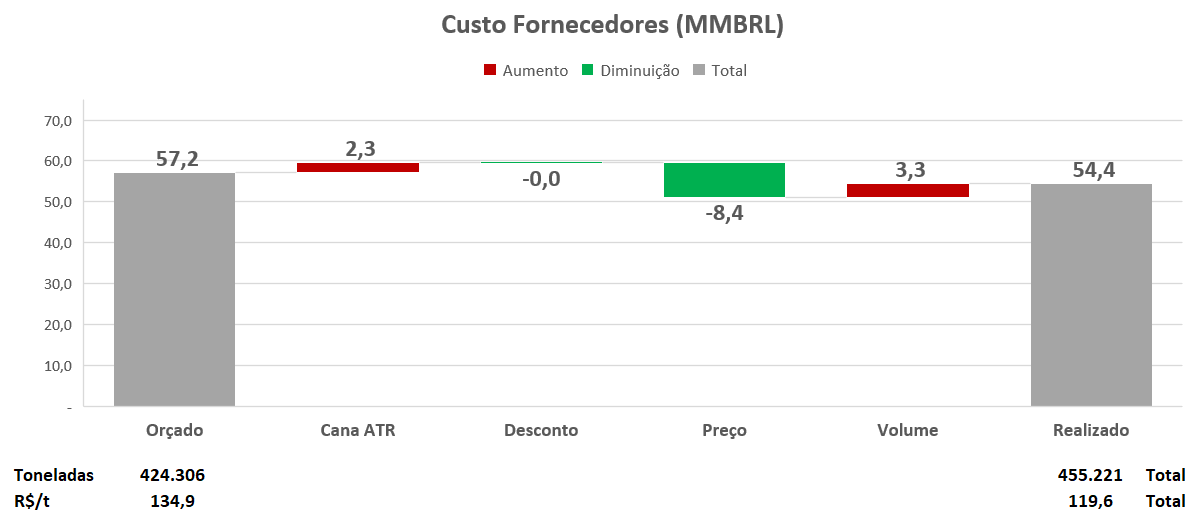 Custo Fornecedores (MMBRL)
Aumento Diminuição Total
70,0
60,0
50,0
40,0
30,0
20,0
10,0
-
57,2
2,3
-0,0
-8,4
3,3
54,4
Orçado Cana ATR Desconto Preço Volume Realizado
Toneladas 424.306 455.221 Total
R$/t 134,9 119,6 Total